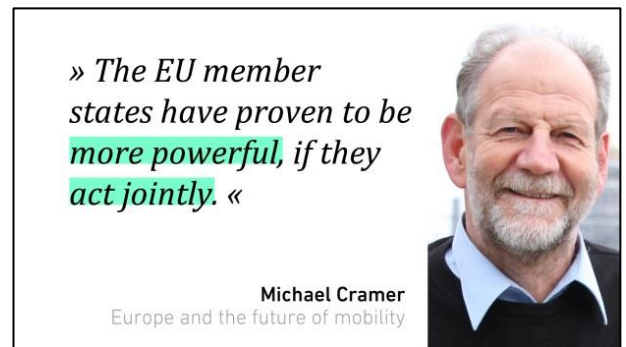 » The EU member
states have proven to be
more powerful, if they
act jointly. «
Michael Cramer
Europe and the future of mobility